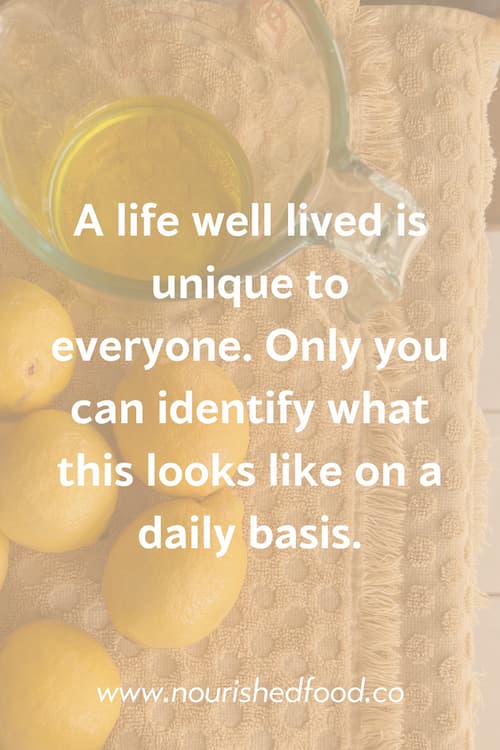 A life well lived is
unique to
everyone. Only you
can identify what
this looks like on a
daily basis.
www.nourishedfood.co